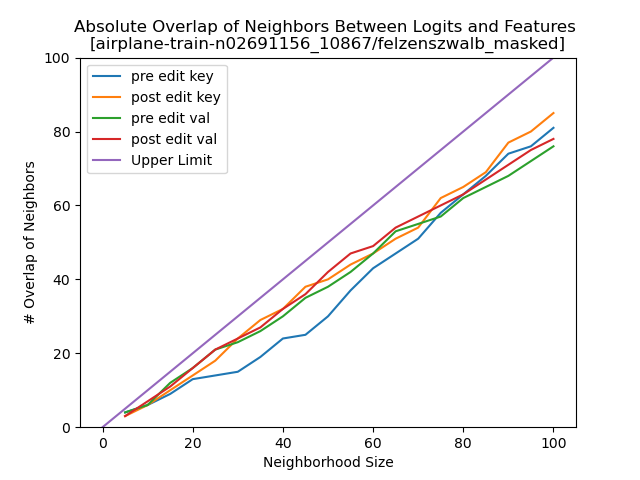 Absolute Overlap of Neighbors Between Logits and Features
[airplane-train-n02691156_10867/felzenszwalb_masked]
100
80
60
40
20
0
# Overlap of Neighbors
pre edit key
post edit key
pre edit val
post edit val
Upper Limit
0 20 40 60 80 100
Neighborhood Size